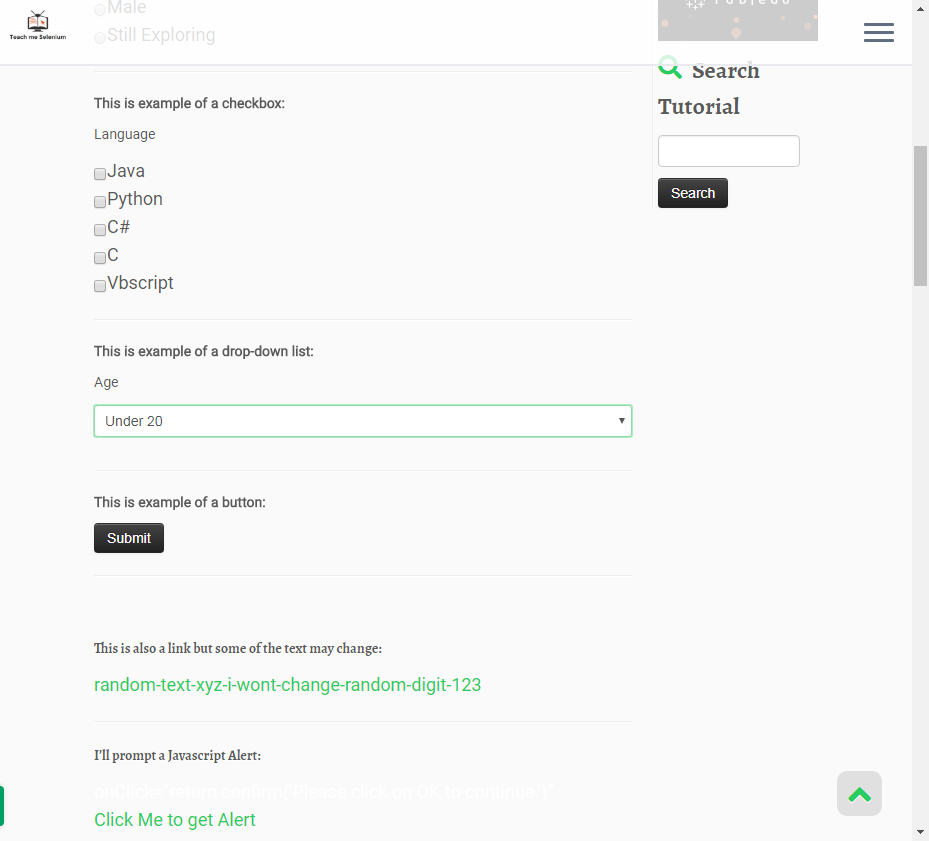 Male
Still Exploring
Teach me Selenium
Tableau
Search
Tutorial
Search
This is example of a checkbox:
Language
Java
Python
C#
C
Vbscript
This is example of a drop-down list:
Age
Under 20
This is example of a button:
Submit
This is also a link but some of the text may change:
random-text-xyz-i-wont-change-random-digit-123
I'll prompt a Javascript Alert:
onClick="return confirm('Please click on OK to continue.')"
Click Me to get Alert